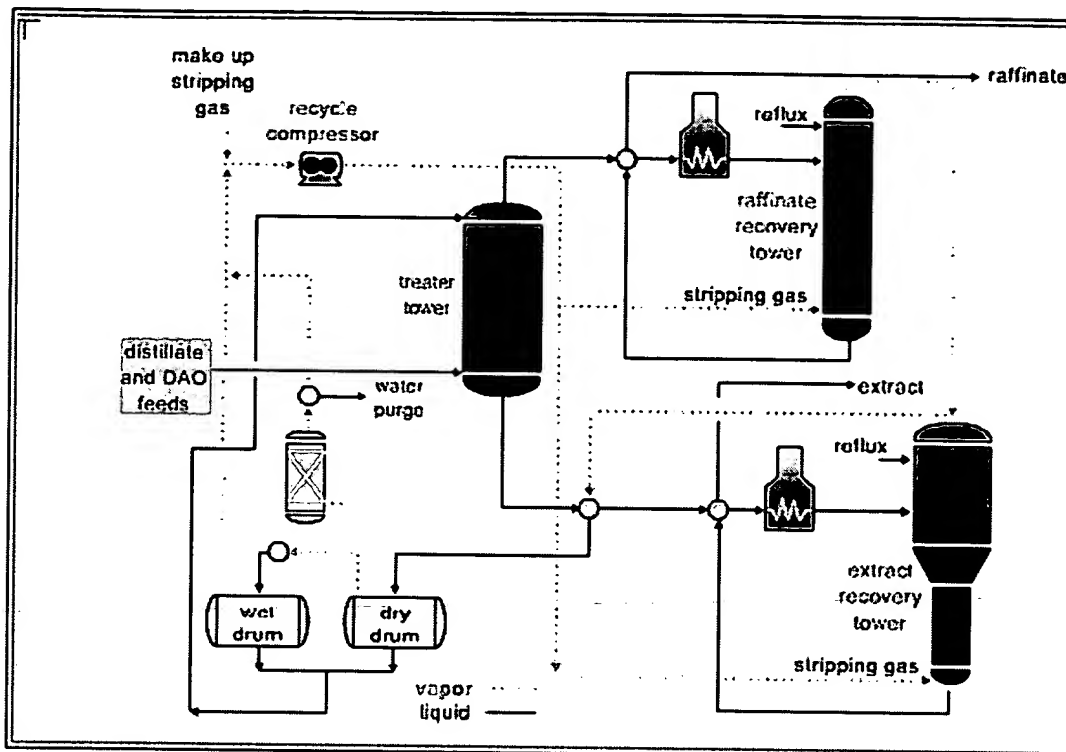 make up
stripping
gas
recycle
compressor
raffinate
reflux
raffinate
recovery
tower
treater
tower
stripping gas
distillate
and DAO
feeds
water
purge
extract
reflux
extract
recovery
tower
wet
drum
dry
drum
stripping gas
vapor
liquid